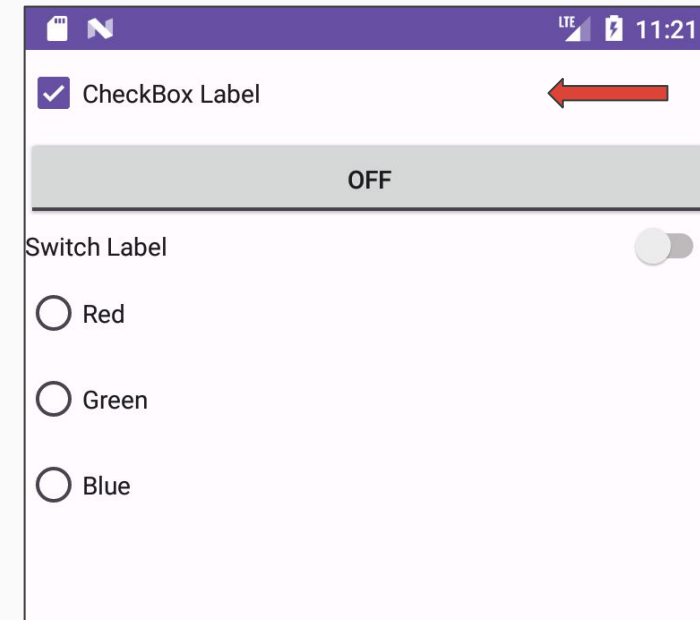 LTE 11:21
CheckBox Label
OFF
Switch Label
Red
Green
Blue